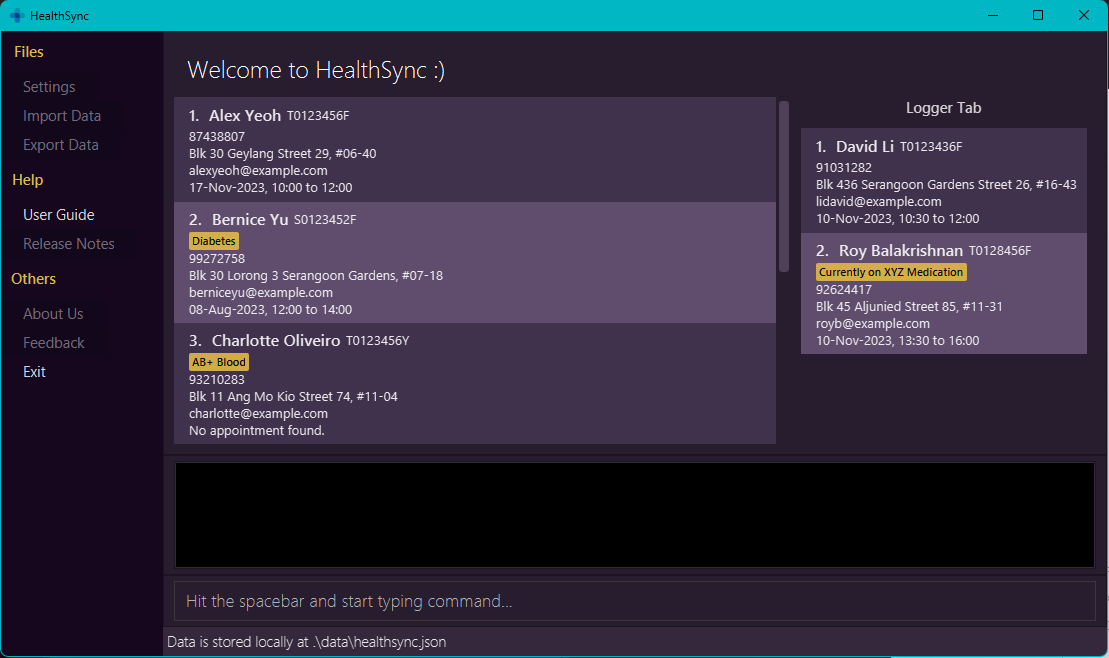 HealthSync
Files
Settings
Import Data
Export Data
Help
User Guide
Release Notes
Others
About Us
Feedback
Exit
Welcome to HealthSync :)
1. Alex Yeoh T0123456F
87438807
Blk 30 Geylang Street 29, #06-40
alexyeoh@example.com
17-Nov-2023, 10:00 to 12:00
2. Bernice Yu S0123452F
Diabetes
99272758
Blk 30 Lorong 3 Serangoon Gardens, #07-18
berniceyu@example.com
08-Aug-2023, 12:00 to 14:00
3. Charlotte Oliveiro T0123456Y
AB+ Blood
93210283
Blk 11 Ang Mo Kio Street 74, #11-04
charlotte@example.com
No appointment found.
Logger Tab
1. David Li T0123436F
91031282
Blk 436 Serangoon Gardens Street 26, #16-43
lidavid@example.com
10-Nov-2023, 10:30 to 12:00
2. Roy Balakrishnan T0128456F
Currently on XYZ Medication
92624417
Blk 45 Aljunied Street 85, #11-31
royb@example.com
10-Nov-2023, 13:30 to 16:00
Hit the spacebar and start typing command...
Data is stored locally at .\data\healthsync.json